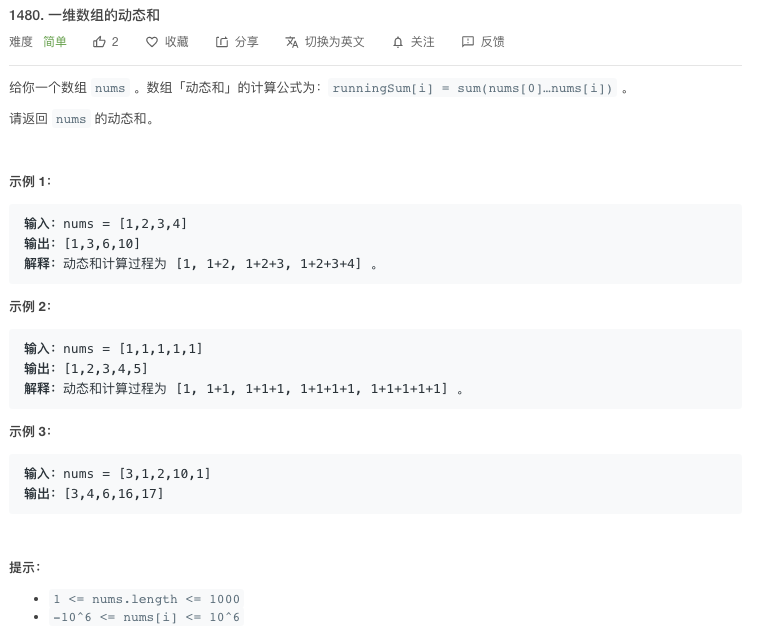 1480. 一维数组的动态和
难度 简单 2 收藏 分享 切换为英文 关注 反馈
给你一个数组 nums 。数组「动态和」的计算公式为：runningSum[i] = sum(nums[0]…nums[i]) 。
请返回 nums 的动态和。
示例 1：
输入：nums = [1,2,3,4]
输出：[1,3,6,10]
解释：动态和计算过程为 [1, 1+2, 1+2+3, 1+2+3+4] 。
示例 2：
输入：nums = [1,1,1,1,1]
输出：[1,2,3,4,5]
解释：动态和计算过程为 [1, 1+1, 1+1+1, 1+1+1+1, 1+1+1+1+1] 。
示例 3：
输入：nums = [3,1,2,10,1]
输出：[3,4,6,16,17]
提示：
• 1 <= nums.length <= 1000
• -10^6 <= nums[i] <= 10^6